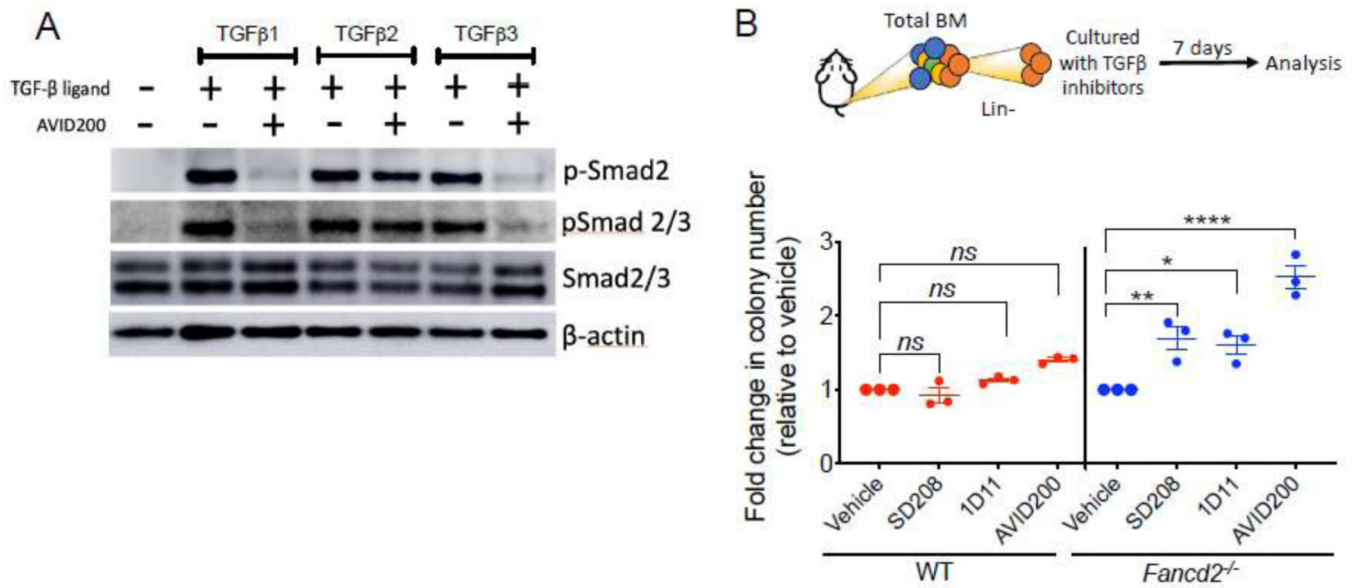 A
TGFβ1 TGFβ2 TGFβ3
TGF-β ligand - + + + + + +
AVID200 - - + - + - +
p-Smad2
pSmad 2/3
Smad2/3
β-actin
B
Total BM
Lin-
Cultured
with TGFβ
inhibitors
7 days
Analysis
Fold change in colony number
(relative to vehicle)
3
2
1
0
ns
ns
ns
****
*
**
Vehicle SD208 1D11 AVID200 Vehicle SD208 1D11 AVID200
WT Fancd2-/-